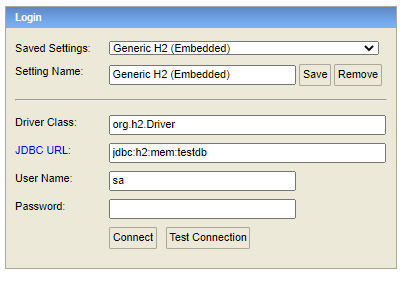 Login
Saved Settings: Generic H2 (Embedded)
Setting Name: Generic H2 (Embedded) Save Remove
Driver Class: org.h2.Driver
JDBC URL: jdbc:h2:mem:testdb
User Name: sa
Password:
Connect Test Connection